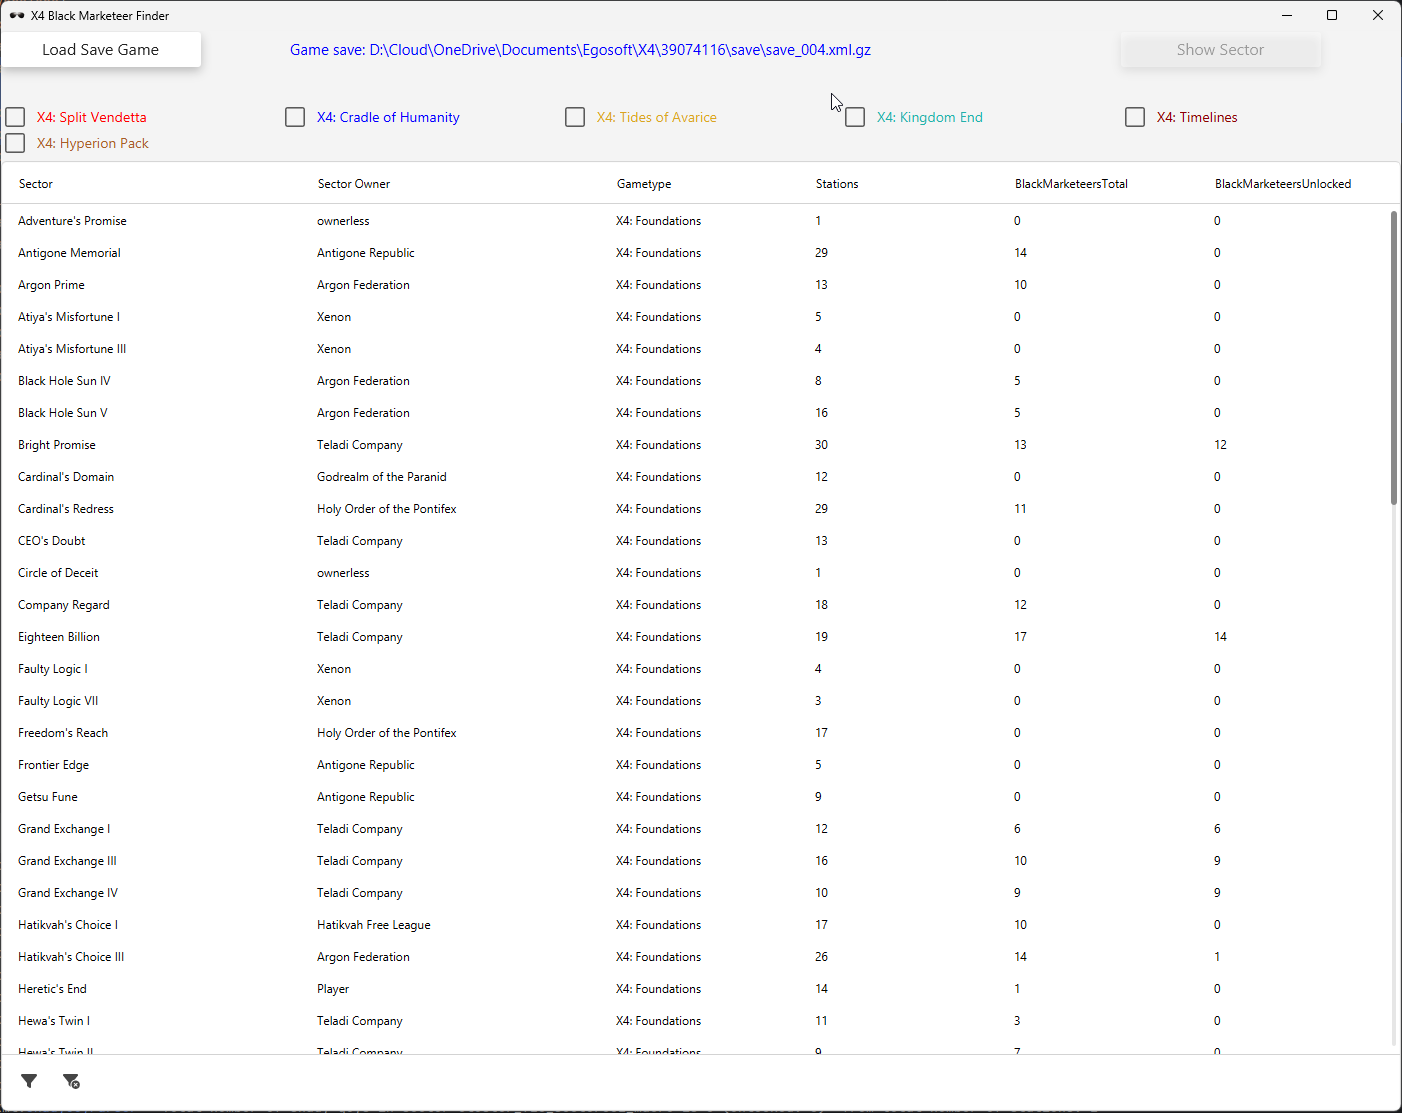 X4 Black Marketeer Finder
Load Save Game Game save: D:\Cloud\OneDrive\Documents\Egosoft\X4\39074116\save\save_004.xml.gz Show Sector
X4: Split Vendetta X4: Cradle of Humanity X4: Tides of Avarice X4: Kingdom End X4: Timelines
X4: Hyperion Pack
Sector Sector Owner Gametype Stations BlackMarketeersTotal BlackMarketeersUnlocked
Adventure's Promise ownerless X4: Foundations 1 0 0
Antigone Memorial Antigone Republic X4: Foundations 29 14 0
Argon Prime Argon Federation X4: Foundations 13 10 0
Atiya's Misfortune I Xenon X4: Foundations 5 0 0
Atiya's Misfortune III Xenon X4: Foundations 4 0 0
Black Hole Sun IV Argon Federation X4: Foundations 8 5 0
Black Hole Sun V Argon Federation X4: Foundations 16 5 0
Bright Promise Teladi Company X4: Foundations 30 13 12
Cardinal's Domain Godrealm of the Paranid X4: Foundations 12 0 0
Cardinal's Redress Holy Order of the Pontifex X4: Foundations 29 11 0
CEO's Doubt Teladi Company X4: Foundations 13 0 0
Circle of Deceit ownerless X4: Foundations 1 0 0
Company Regard Teladi Company X4: Foundations 18 12 0
Eighteen Billion Teladi Company X4: Foundations 19 17 14
Faulty Logic I Xenon X4: Foundations 4 0 0
Faulty Logic VII Xenon X4: Foundations 3 0 0
Freedom's Reach Holy Order of the Pontifex X4: Foundations 17 0 0
Frontier Edge Antigone Republic X4: Foundations 5 0 0
Getsu Fune Antigone Republic X4: Foundations 9 0 0
Grand Exchange I Teladi Company X4: Foundations 12 6 6
Grand Exchange III Teladi Company X4: Foundations 16 10 9
Grand Exchange IV Teladi Company X4: Foundations 10 9 9
Hatikvah's Choice I Hatikvah Free League X4: Foundations 17 10 0
Hatikvah's Choice III Argon Federation X4: Foundations 26 14 1
Heretic's End Player X4: Foundations 14 1 0
Hewa's Twin I Teladi Company X4: Foundations 11 3 0
Hewa's Twin II Teladi Company X4: Foundations 9 7 0